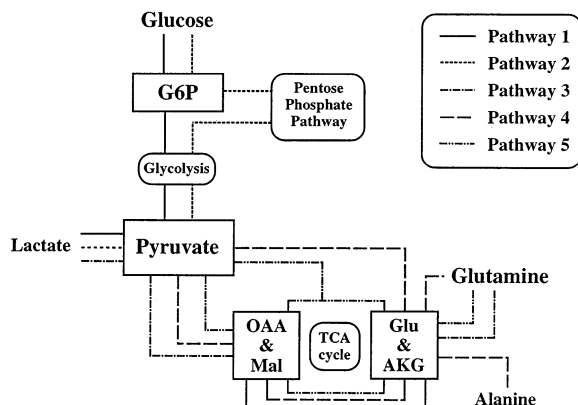 Glucose
G6P
Pentose
Phosphate
Pathway
Glycolysis
Lactate
Pyruvate
Glutamine
OAA
&
Mal
TCA
cycle
Glu
&
AKG
Alanine
Pathway 1
Pathway 2
Pathway 3
Pathway 4
Pathway 5